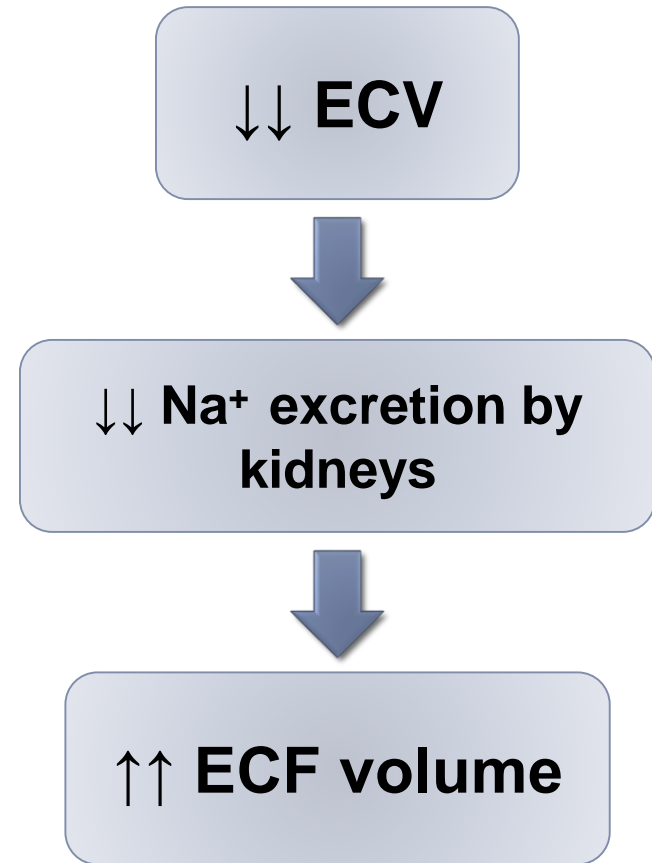 ↓↓ ECV
↓↓ Na⁺ excretion by
kidneys
↑↑ ECF volume